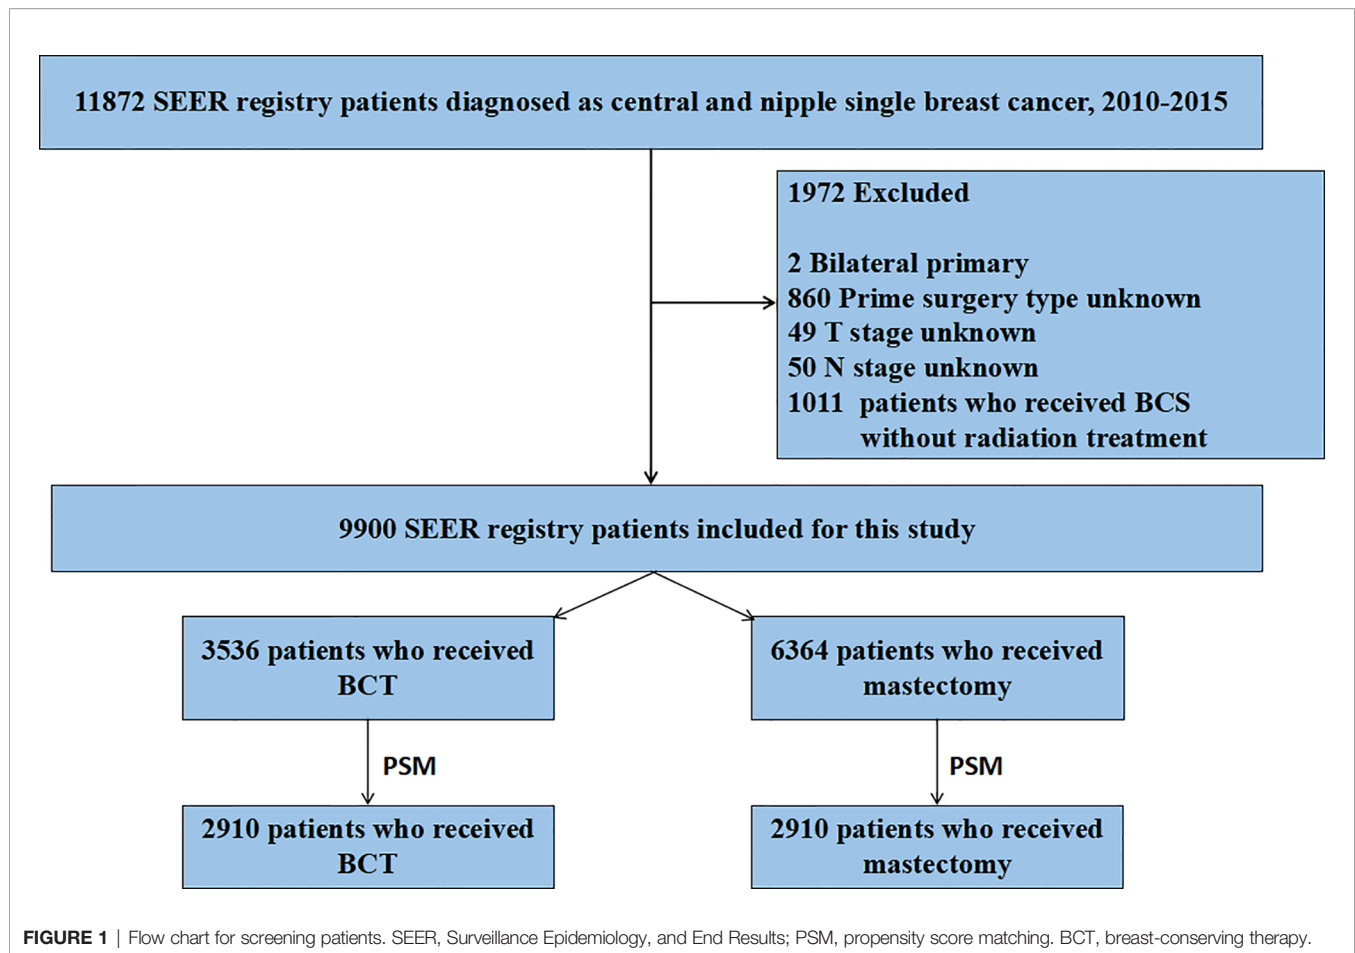 11872 SEER registry patients diagnosed as central and nipple single breast cancer, 2010-2015
1972 Excluded
2 Bilateral primary
860 Prime surgery type unknown
49 T stage unknown
50 N stage unknown
1011 patients who received BCS
without radiation treatment
9900 SEER registry patients included for this study
3536 patients who received
BCT
6364 patients who received
mastectomy
PSM
PSM
2910 patients who received
BCT
2910 patients who received
mastectomy
FIGURE 1 | Flow chart for screening patients. SEER, Surveillance Epidemiology, and End Results; PSM, propensity score matching. BCT, breast-conserving therapy.